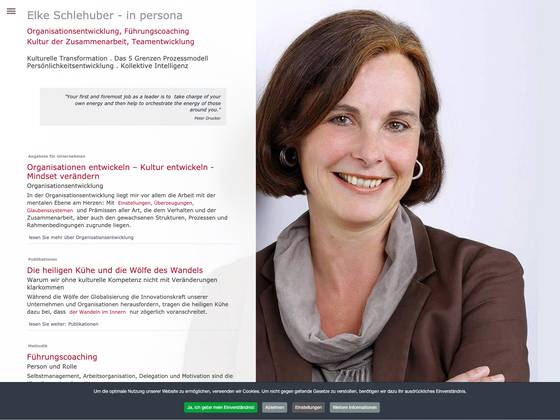 Elke Schlehuber - in persona
Organisationsentwicklung, Führungscoaching
Kultur der Zusammenarbeit, Teamentwicklung
Kulturelle Transformation . Das 5 Grenzen Prozessmodell
Persönlichkeitsentwicklung . Kollektive Intelligenz
"Your first and foremost job as a leader is to take charge of your
own energy and then help to orchestrate the energy of those
around you."
Peter Drucker
Angebote für Unternehmen
Organisationen entwickeln – Kultur entwickeln -
Mindset verändern
Organisationsentwicklung
In der Organisationsentwicklung liegt mir vor allem die Arbeit mit der
mentalen Ebene am Herzen: Mit Einstellungen, Überzeugungen,
Glaubenssystemen und Prämissen aller Art, die dem Verhalten und der
Zusammenarbeit, aber auch den gewachsenen Strukturen, Prozessen und
Rahmenbedingungen zugrunde liegen.
lesen Sie mehr über Organisationsentwicklung
Publikationen
Die heiligen Kühe und die Wölfe des Wandels
Warum wir ohne kulturelle Kompetenz nicht mit Veränderungen
klarkommen
Während die Wölfe der Globalisierung die Innovationskraft unserer
Unternehmen und Organisationen herausfordern, tragen die heiligen Kühe
dazu bei, dass der Wandeln im Innern nur zögerlich voranschreitet.
lesen Sie weiter: Publikationen
Methodik
Führungscoaching
Person und Rolle
Selbstmanagement, Arbeitsorganisation, Delegation und Motivation sind die
Um die optimale Nutzung unserer Website zu ermöglichen, verwenden wir Cookies. Um nicht gegen geltende Gesetze zu verstoßen, benötigen wir dazu Ihr ausdrückliches Einverständnis.
Ja, ich gebe mein Einverständnis! Ablehnen Einstellungen Weitere Informationen